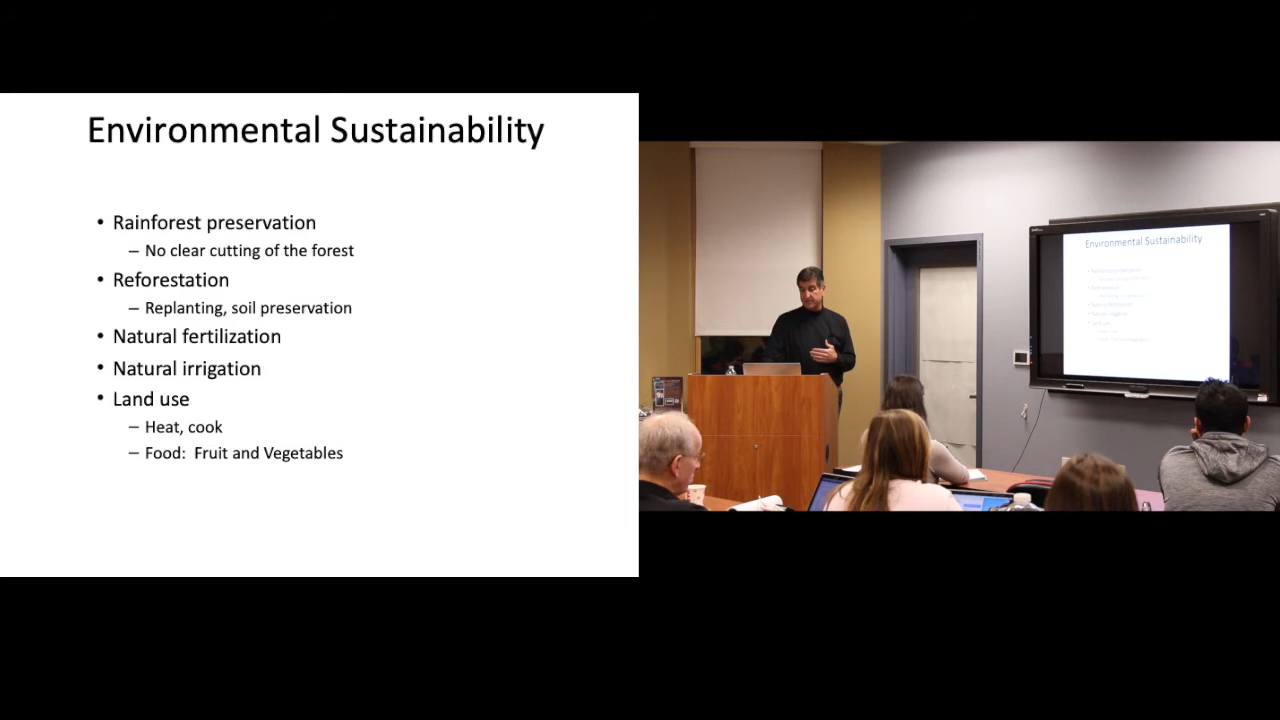 Environmental Sustainability
• Rainforest preservation
– No clear cutting of the forest
• Reforestation
– Replanting, soil preservation
• Natural fertilization
• Natural irrigation
• Land use
– Heat, cook
– Food: Fruit and Vegetables
Environmental Sustainability